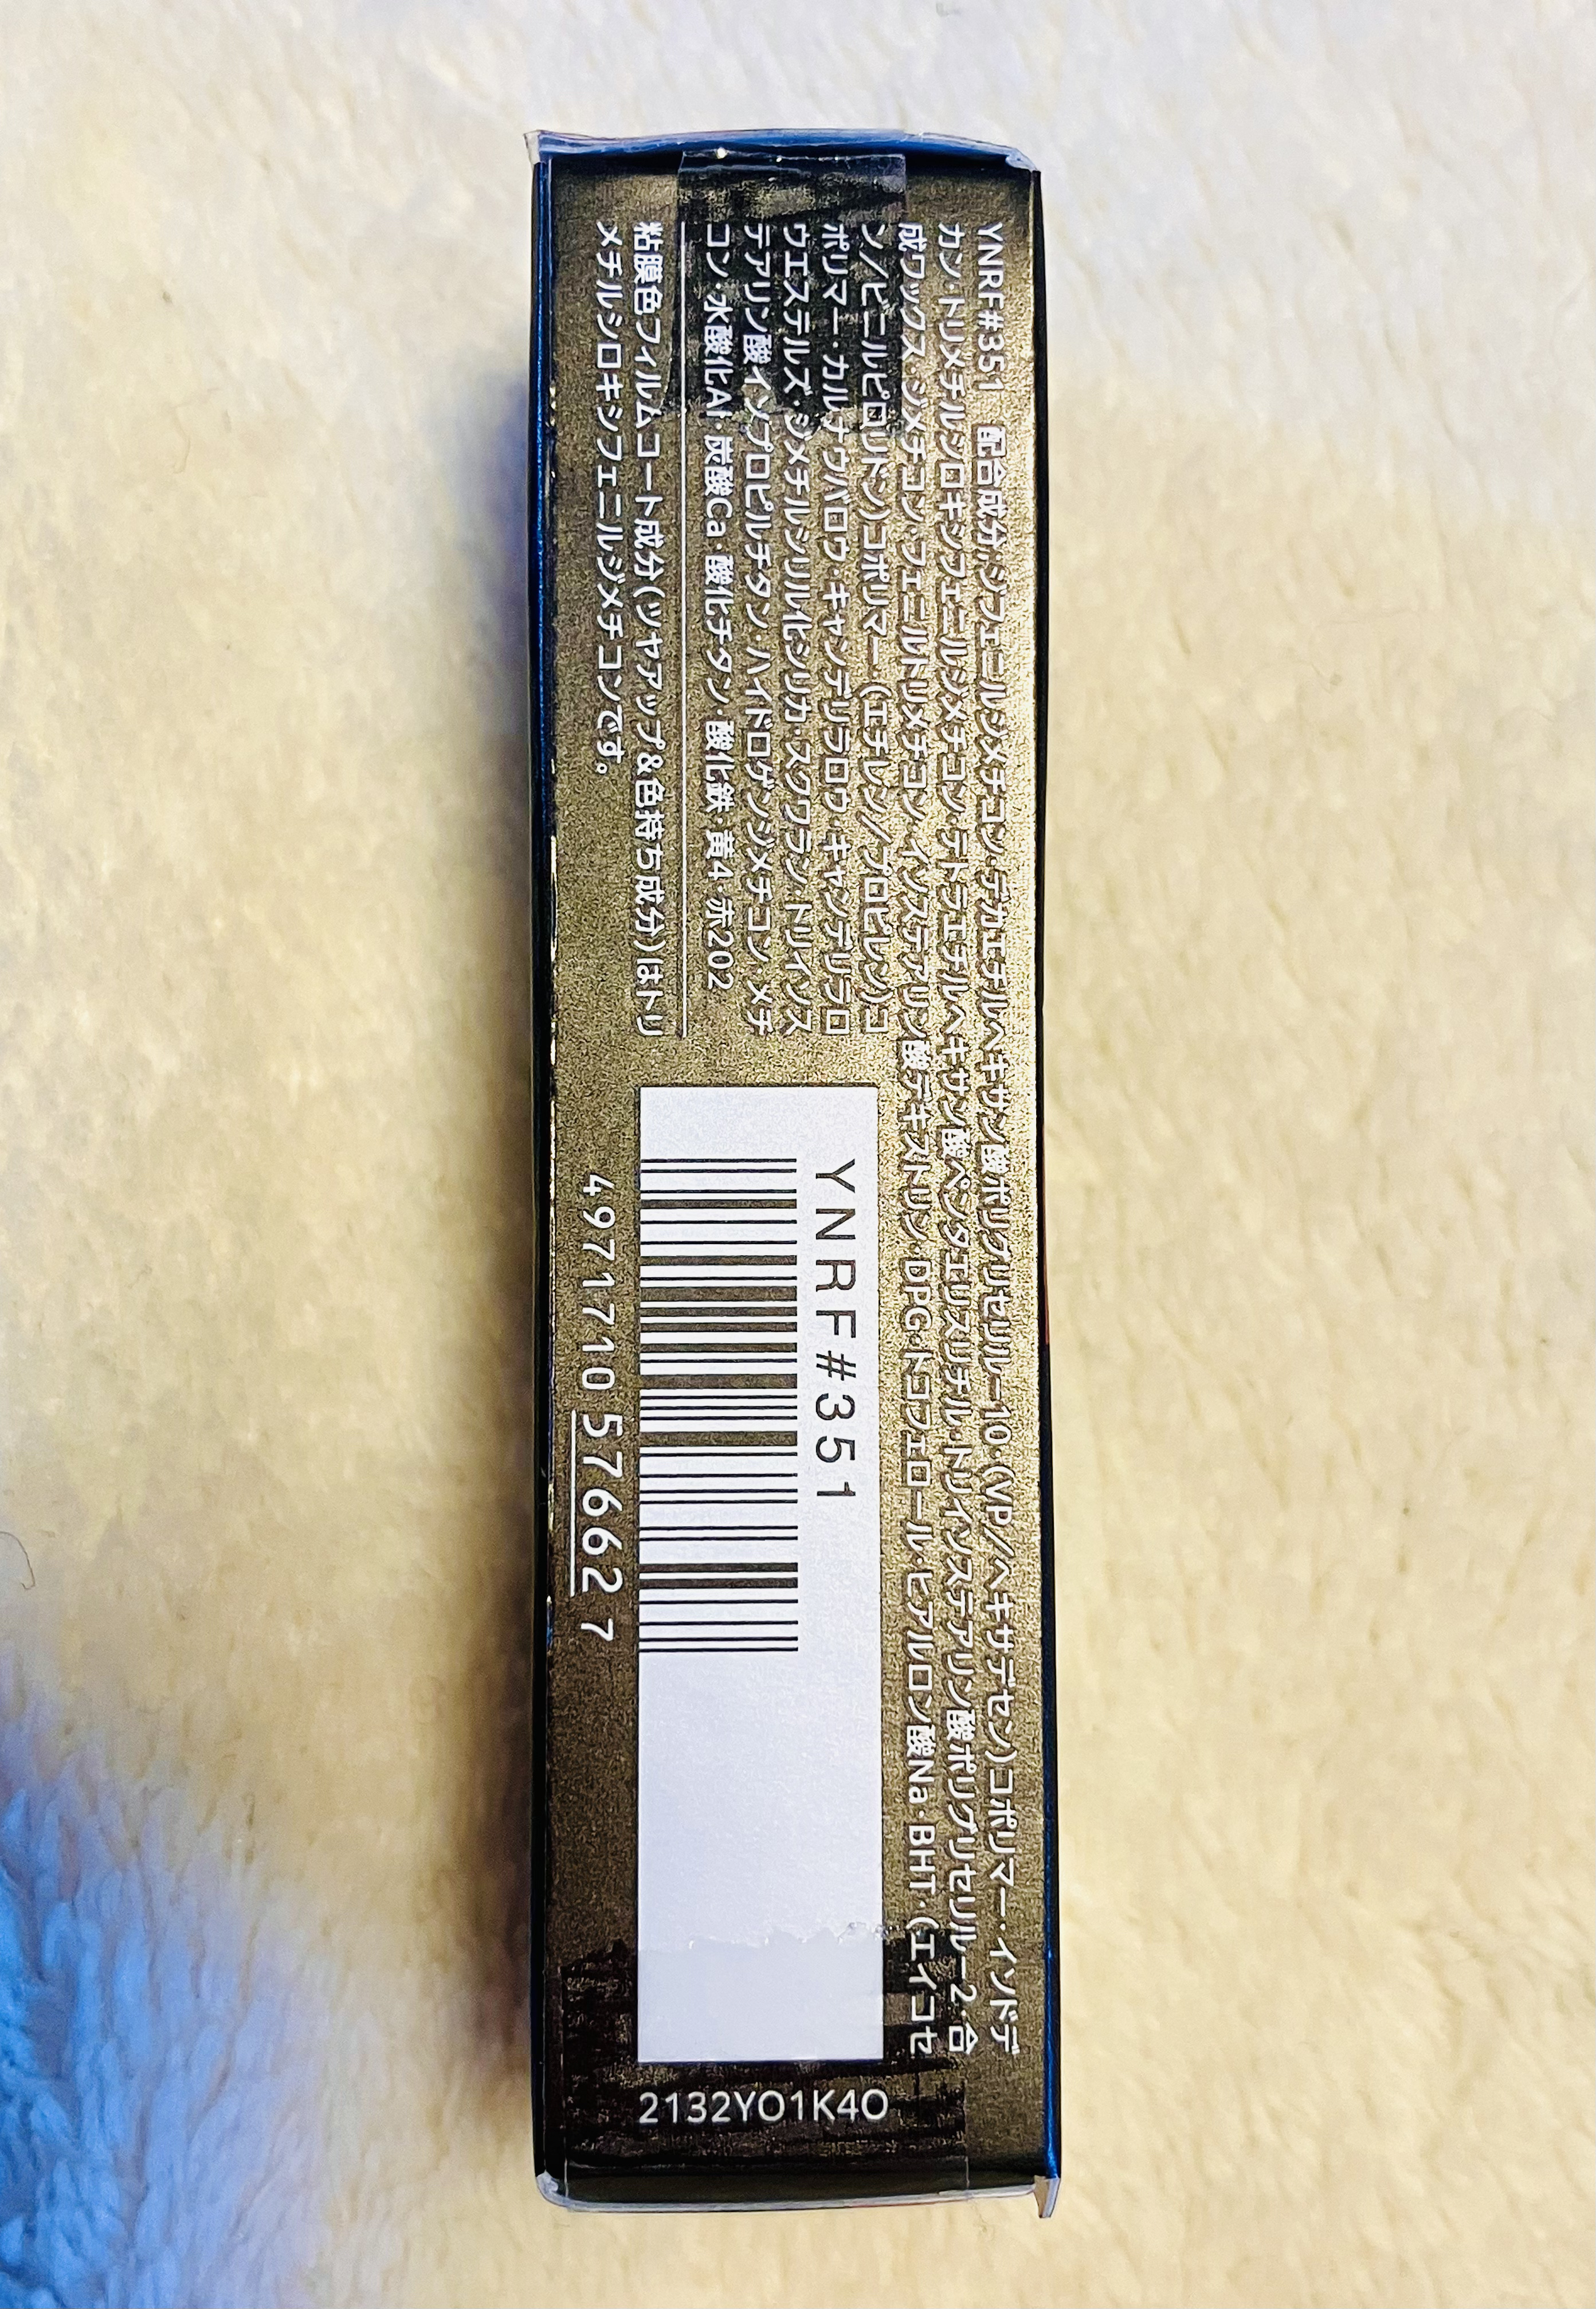 YNRF#351　配合成分:ジフェニルジメチコン・デカエチルヘキサン酸ポリグリセリル-10・(VP/ヘキサデセン)コポリマー・イソドデ
カン・トリメチルシロキシフェニルジメチコン・テトラエチルヘキサン酸ペンタエリスリチル・トリイソステアリン酸ポリグリセリル-2・合
成ワックス・ジメチコン・フェニルトリメチコン・イソステアリン酸デキストリン・DPG・トコフェロール・ヒアルロン酸Na・BHT・(エイコセ
ン/ビニルピロリドン)コポリマー・(エチレン/プロピレン)コ
ポリマー・カルナウバロウ・キャンデリラロウ・キャンデリラロ
ウエステルズ・ジメチルシリル化シリカ・スクワラン・トリイソス
テアリン酸イソプロピルチタン・ハイドロゲンジメチコン・メチ
コン・水酸化Al・炭酸Ca・酸化チタン・酸化鉄・黄4・赤202
粘膜色フィルムコート成分(ツヤアップ&色持ち成分)はトリ
メチルシロキシフェニルジメチコンです。
YNRF#351
4971710576627
2132YO1K4O